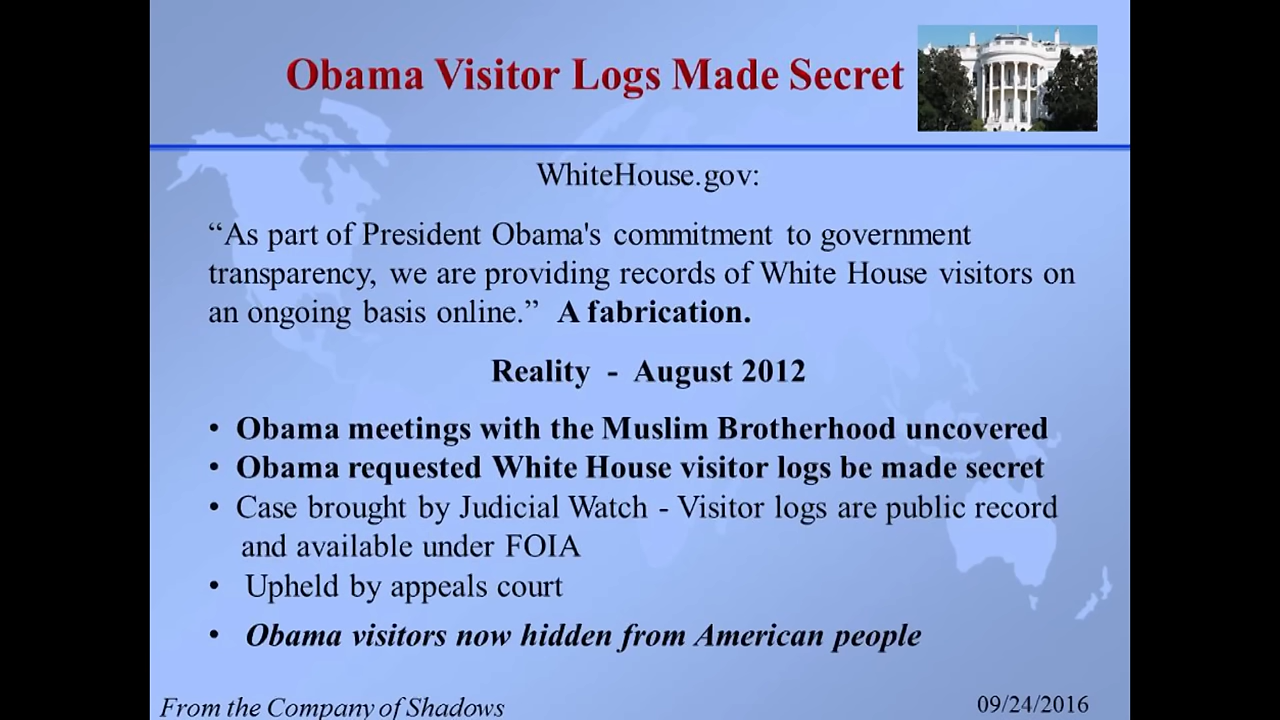 Obama Visitor Logs Made Secret
WhiteHouse.gov:
“As part of President Obama's commitment to government
transparency, we are providing records of White House visitors on
an ongoing basis online.” A fabrication.
Reality - August 2012
• Obama meetings with the Muslim Brotherhood uncovered
• Obama requested White House visitor logs be made secret
• Case brought by Judicial Watch - Visitor logs are public record
and available under FOIA
• Upheld by appeals court
• Obama visitors now hidden from American people
From the Company of Shadows
09/24/2016